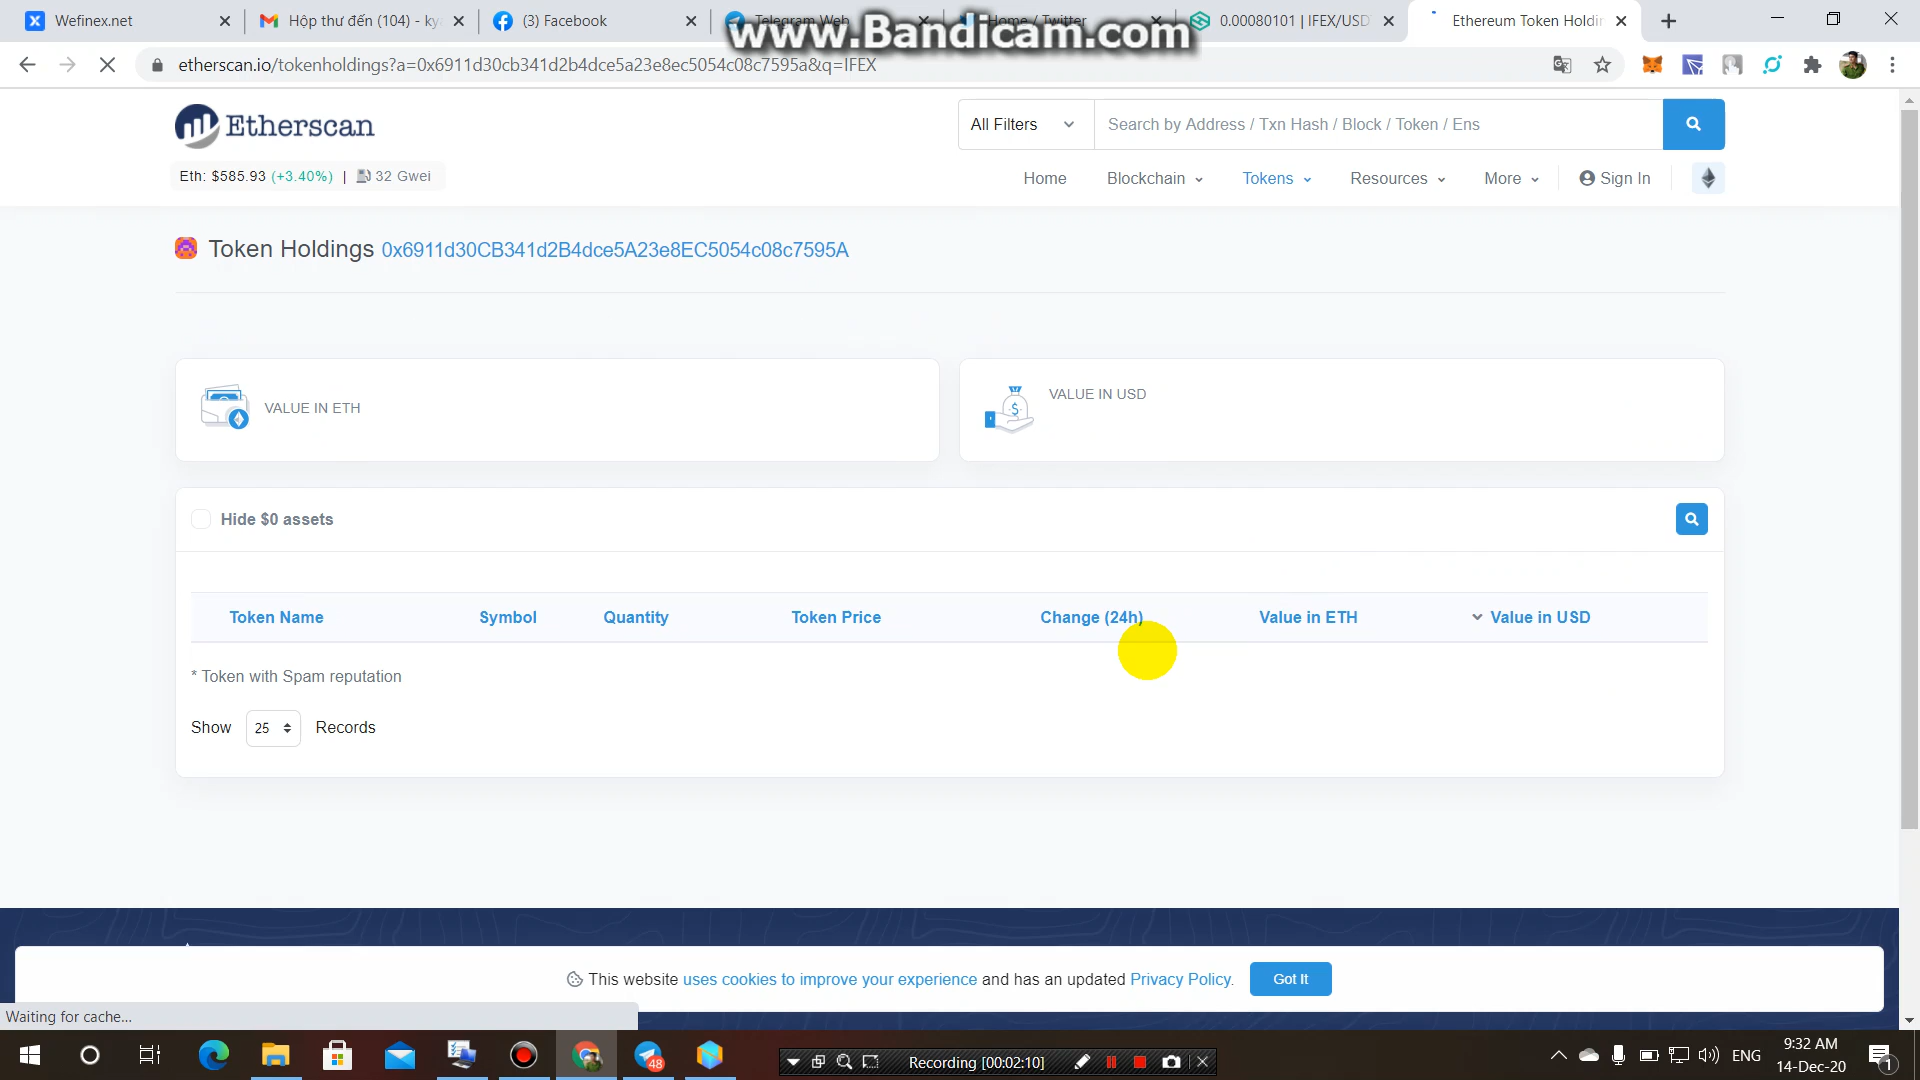 Wefinex.net
Hộp thư đến (104) - ky
(3) Facebook
Telegram Web
Home / Twitter
0.00080101 | IFEX/USD
Ethereum Token Holdin
www.Bandicam.com
etherscan.io/tokenholdings?a=0x6911d30cb341d2b4dce5a23e8ec5054c08c7595a&q=IFEX
Etherscan
All Filters
Search by Address / Txn Hash / Block / Token / Ens
Eth: $585.93 (+3.40%) | 32 Gwei
Home
Blockchain
Tokens
Resources
More
Sign In
Token Holdings 0x6911d30CB341d2B4dce5A23e8EC5054c08c7595A
VALUE IN ETH
VALUE IN USD
Hide $0 assets
Token Name
Symbol
Quantity
Token Price
Change (24h)
Value in ETH
Value in USD
* Token with Spam reputation
Show 25 Records
This website uses cookies to improve your experience and has an updated Privacy Policy.
Got It
Waiting for cache...
48
Recording [00:02:10]
ENG
9:32 AM
14-Dec-20
1